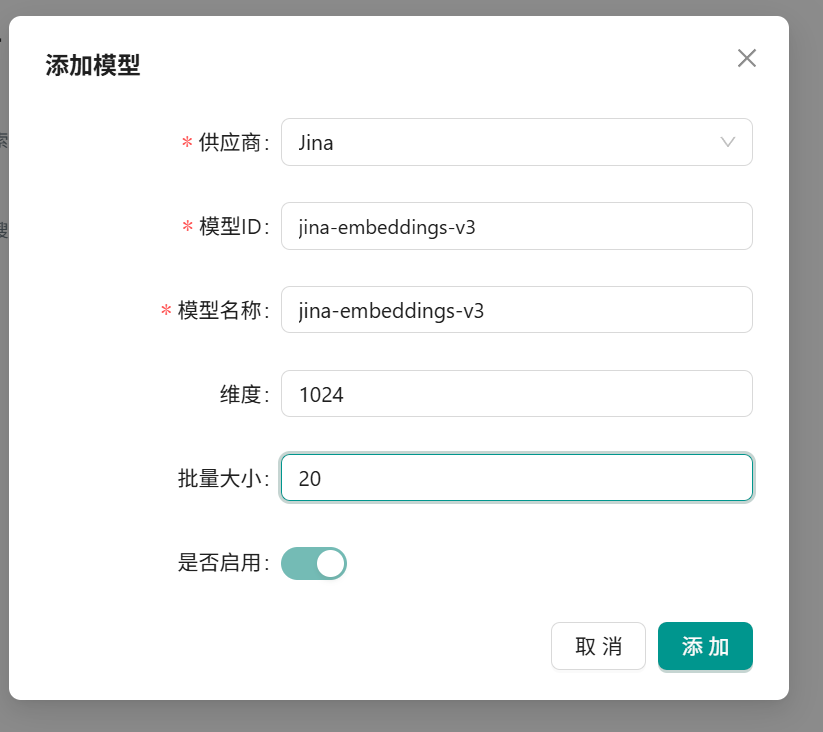 添加模型
* 供应商: Jina
* 模型ID: jina-embeddings-v3
* 模型名称: jina-embeddings-v3
维度: 1024
批量大小: 20
是否启用:
取 消 添 加